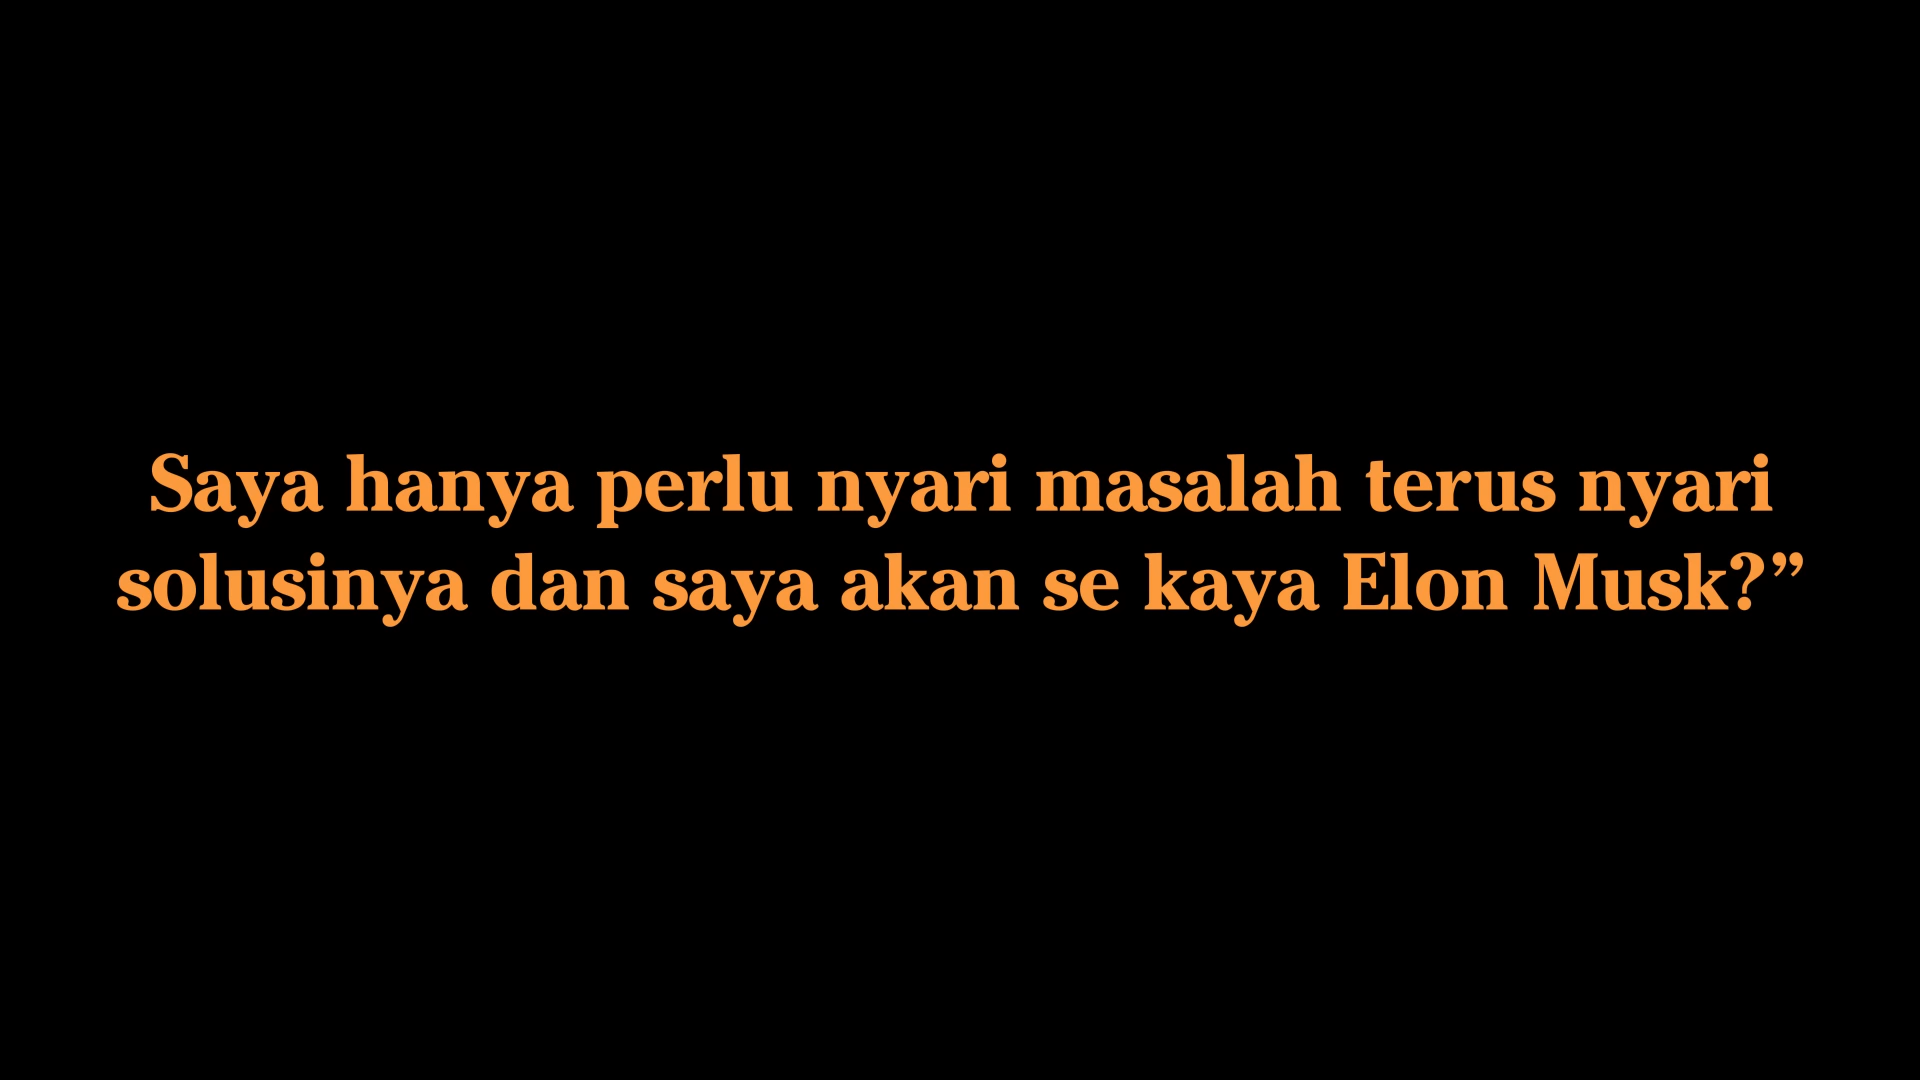 Saya hanya perlu nyari masalah terus nyari
solusinya dan saya akan se kaya Elon Musk?”